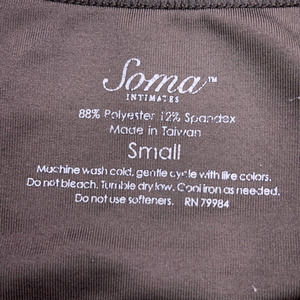 Soma™
INTIMATES
88% Polyester 12% Spandex
Made in Taiwan
Small
Machine wash cold, gentle cycle with like colors.
Do not bleach. Tumble dry low. Cool iron as needed.
Do not use softeners. RN 79984